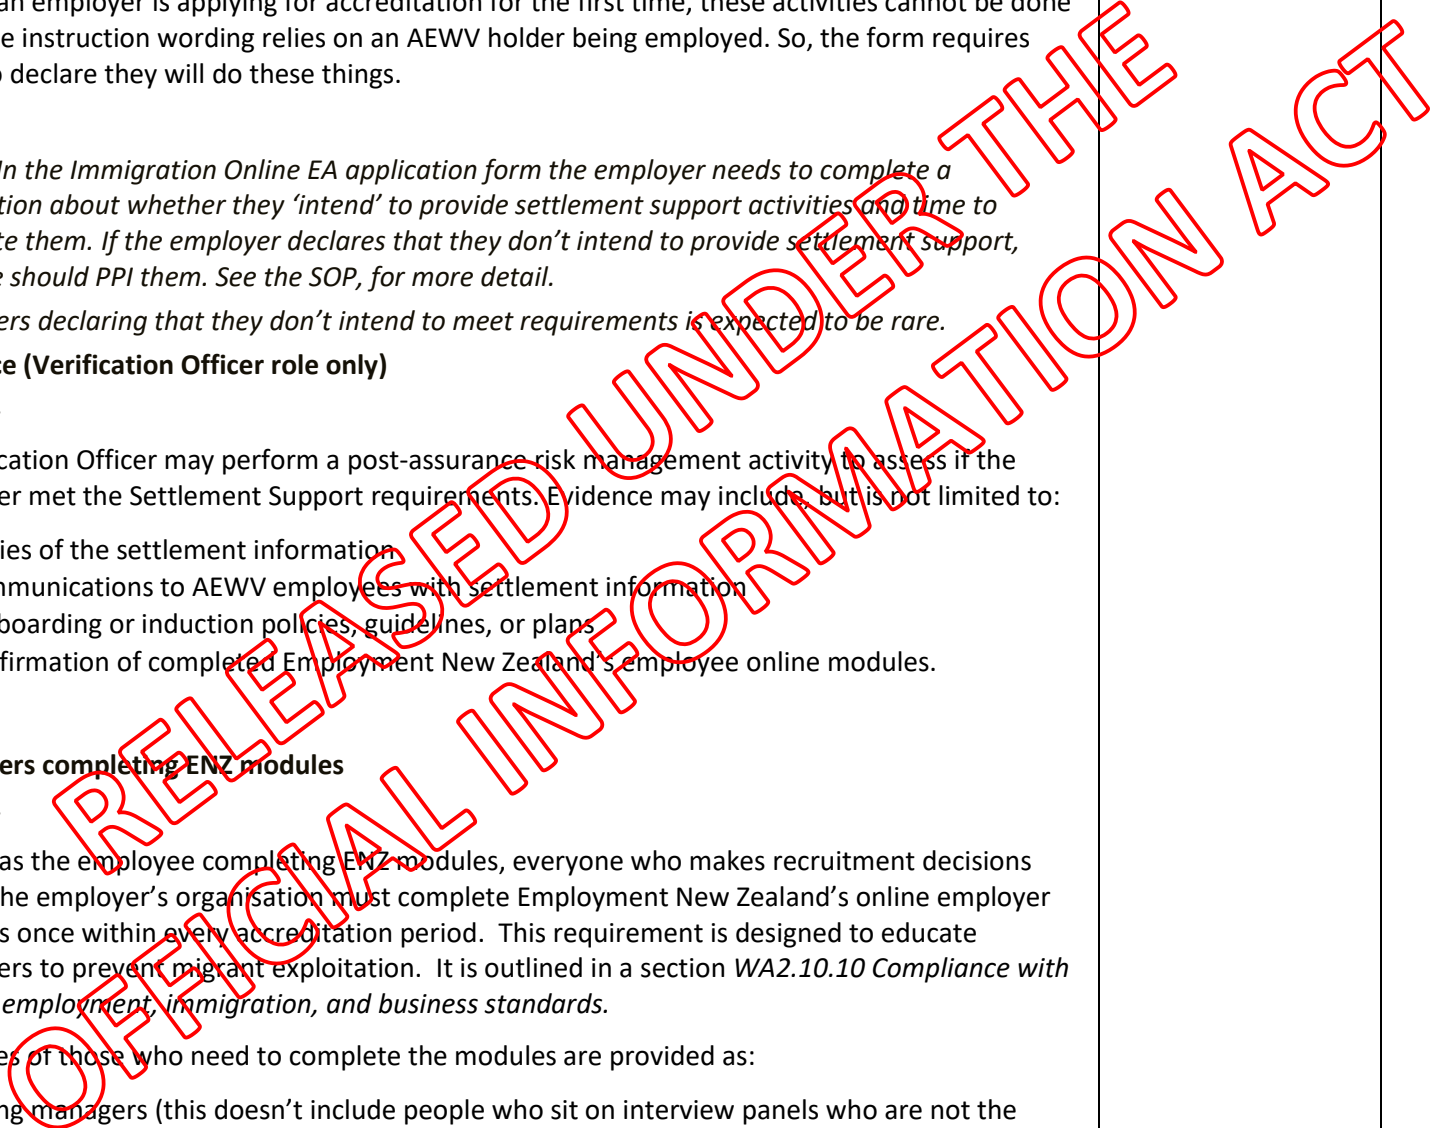 an employer is applying for accreditation for the first time, these activities cannot be done
e instruction wording relies on an AEWV holder being employed. So, the form requires
o declare they will do these things.
In the Immigration Online EA application form the employer needs to complete a
tion about whether they ‘intend’ to provide settlement support activities and time to
te them. If the employer declares that they don’t intend to provide settlement support,
e should PPI them. See the SOP, for more detail.
ers declaring that they don’t intend to meet requirements is expected to be rare.
ce (Verification Officer role only)
cation Officer may perform a post-assurance risk management activity to assess if the
er met the Settlement Support requirements. Evidence may include, but is not limited to:
ies of the settlement information
mmunications to AEWV employees with settlement information
boarding or induction policies, guidelines, or plans
firmation of completed Employment New Zealand’s employee online modules.
ers completing ENZ modules
as the employee completing ENZ modules, everyone who makes recruitment decisions
he employer’s organisation must complete Employment New Zealand’s online employer
s once within every accreditation period. This requirement is designed to educate
ers to prevent migrant exploitation. It is outlined in a section WA2.10.10 Compliance with
employment, immigration, and business standards.
es of those who need to complete the modules are provided as:
ng managers (this doesn’t include people who sit on interview panels who are not the
RELEASED UNDER THE
OFFICIAL INFORMATION ACT